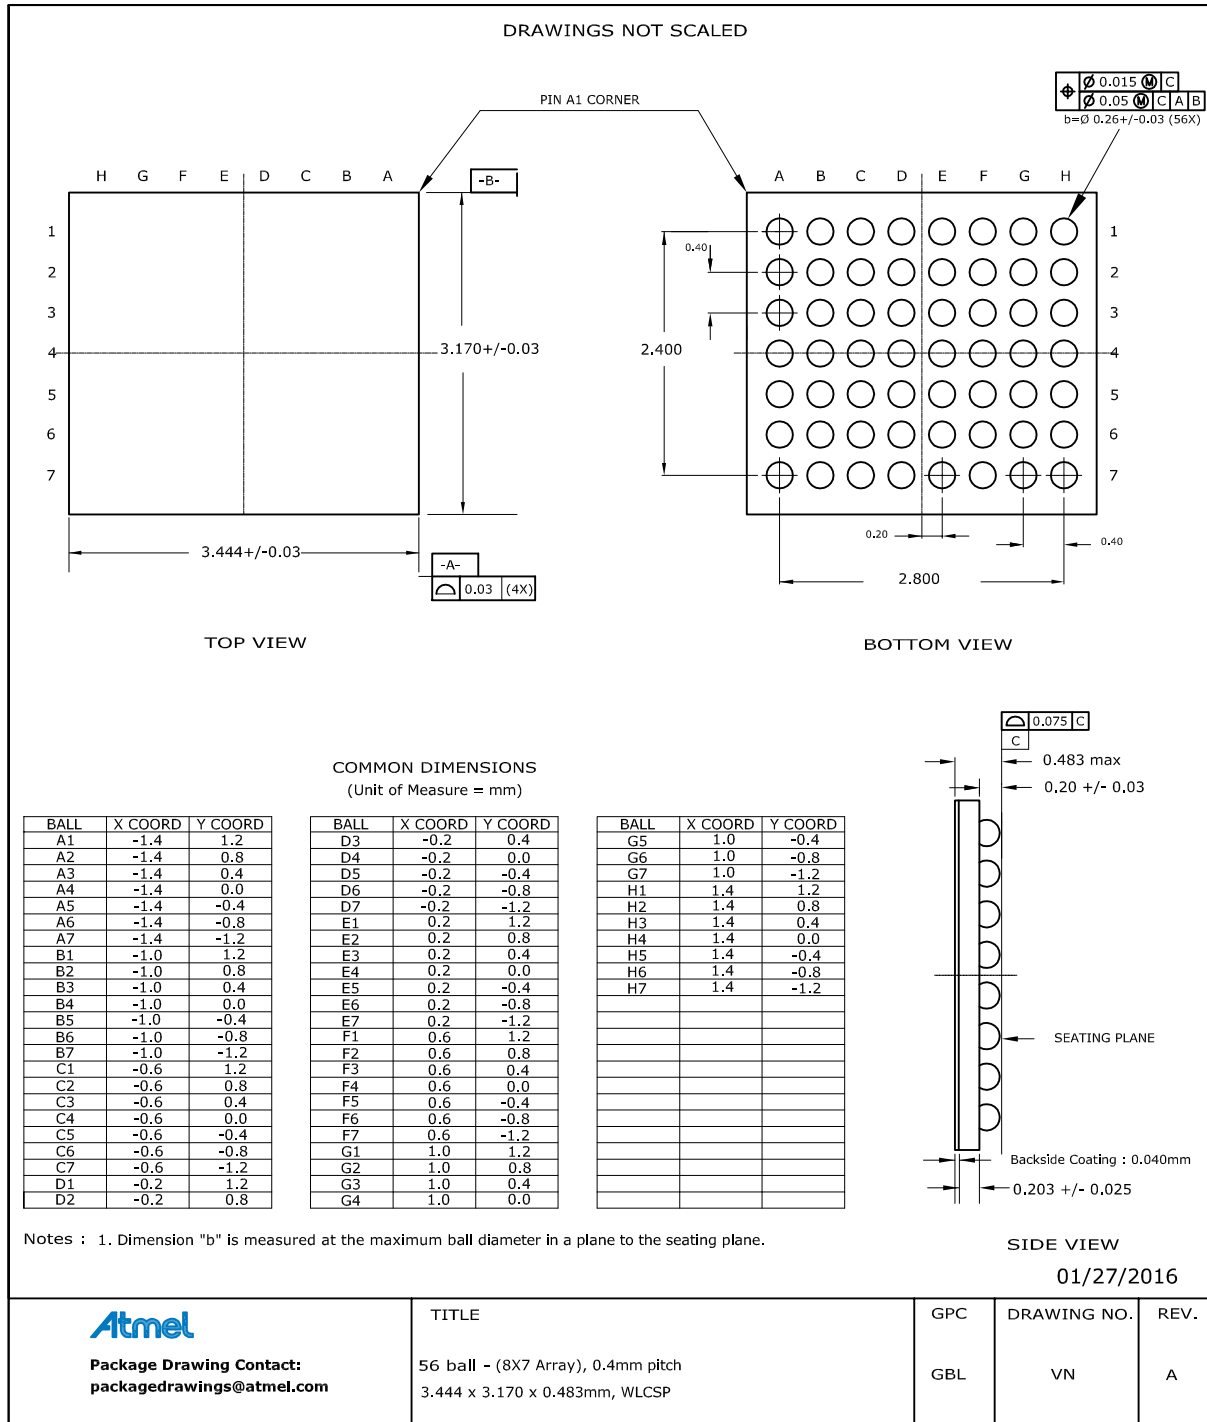 DRAWINGS NOT SCALED
PIN A1 CORNER
Ø 0.015 Ⓜ C
Ø 0.05 Ⓜ C A B
b=Ø 0.26+/-0.03 (56X)
H G F E D C B A
-B-
1
2
3
4
5
6
7
3.170+/-0.03
3.444+/-0.03
-A-
0.03 (4X)
TOP VIEW
A B C D E F G H
1
2
3
4
5
6
7
0.40
2.400
0.20
0.40
2.800
BOTTOM VIEW
0.075 C
C
0.483 max
0.20 +/- 0.03
SEATING PLANE
Backside Coating : 0.040mm
0.203 +/- 0.025
SIDE VIEW
01/27/2016
COMMON DIMENSIONS
(Unit of Measure = mm)
BALL X COORD Y COORD
A1 -1.4 1.2
A2 -1.4 0.8
A3 -1.4 0.4
A4 -1.4 0.0
A5 -1.4 -0.4
A6 -1.4 -0.8
A7 -1.4 -1.2
B1 -1.0 1.2
B2 -1.0 0.8
B3 -1.0 0.4
B4 -1.0 0.0
B5 -1.0 -0.4
B6 -1.0 -0.8
B7 -1.0 -1.2
C1 -0.6 1.2
C2 -0.6 0.8
C3 -0.6 0.4
C4 -0.6 0.0
C5 -0.6 -0.4
C6 -0.6 -0.8
C7 -0.6 -1.2
D1 -0.2 1.2
D2 -0.2 0.8
BALL X COORD Y COORD
D3 -0.2 0.4
D4 -0.2 0.0
D5 -0.2 -0.4
D6 -0.2 -0.8
D7 -0.2 -1.2
E1 0.2 1.2
E2 0.2 0.8
E3 0.2 0.4
E4 0.2 0.0
E5 0.2 -0.4
E6 0.2 -0.8
E7 0.2 -1.2
F1 0.6 1.2
F2 0.6 0.8
F3 0.6 0.4
F4 0.6 0.0
F5 0.6 -0.4
F6 0.6 -0.8
F7 0.6 -1.2
G1 1.0 1.2
G2 1.0 0.8
G3 1.0 0.4
G4 1.0 0.0
BALL X COORD Y COORD
G5 1.0 -0.4
G6 1.0 -0.8
G7 1.0 -1.2
H1 1.4 1.2
H2 1.4 0.8
H3 1.4 0.4
H4 1.4 0.0
H5 1.4 -0.4
H6 1.4 -0.8
H7 1.4 -1.2
Notes : 1. Dimension "b" is measured at the maximum ball diameter in a plane to the seating plane.
Atmel
Package Drawing Contact:
packagedrawings@atmel.com
TITLE
56 ball - (8X7 Array), 0.4mm pitch
3.444 x 3.170 x 0.483mm, WLCSP
GPC
GBL
DRAWING NO.
VN
REV.
A